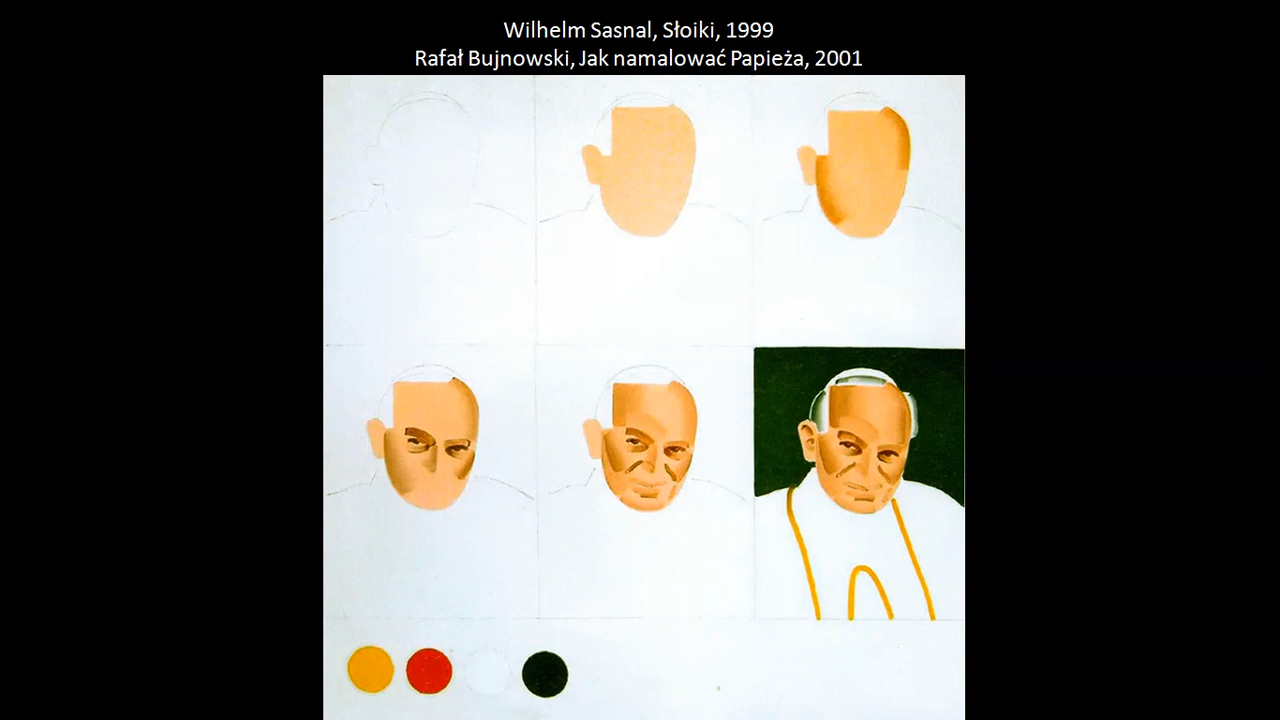 Wilhelm Sasnal, Słoiki, 1999
Rafał Bujnowski, Jak namalować Papieża, 2001